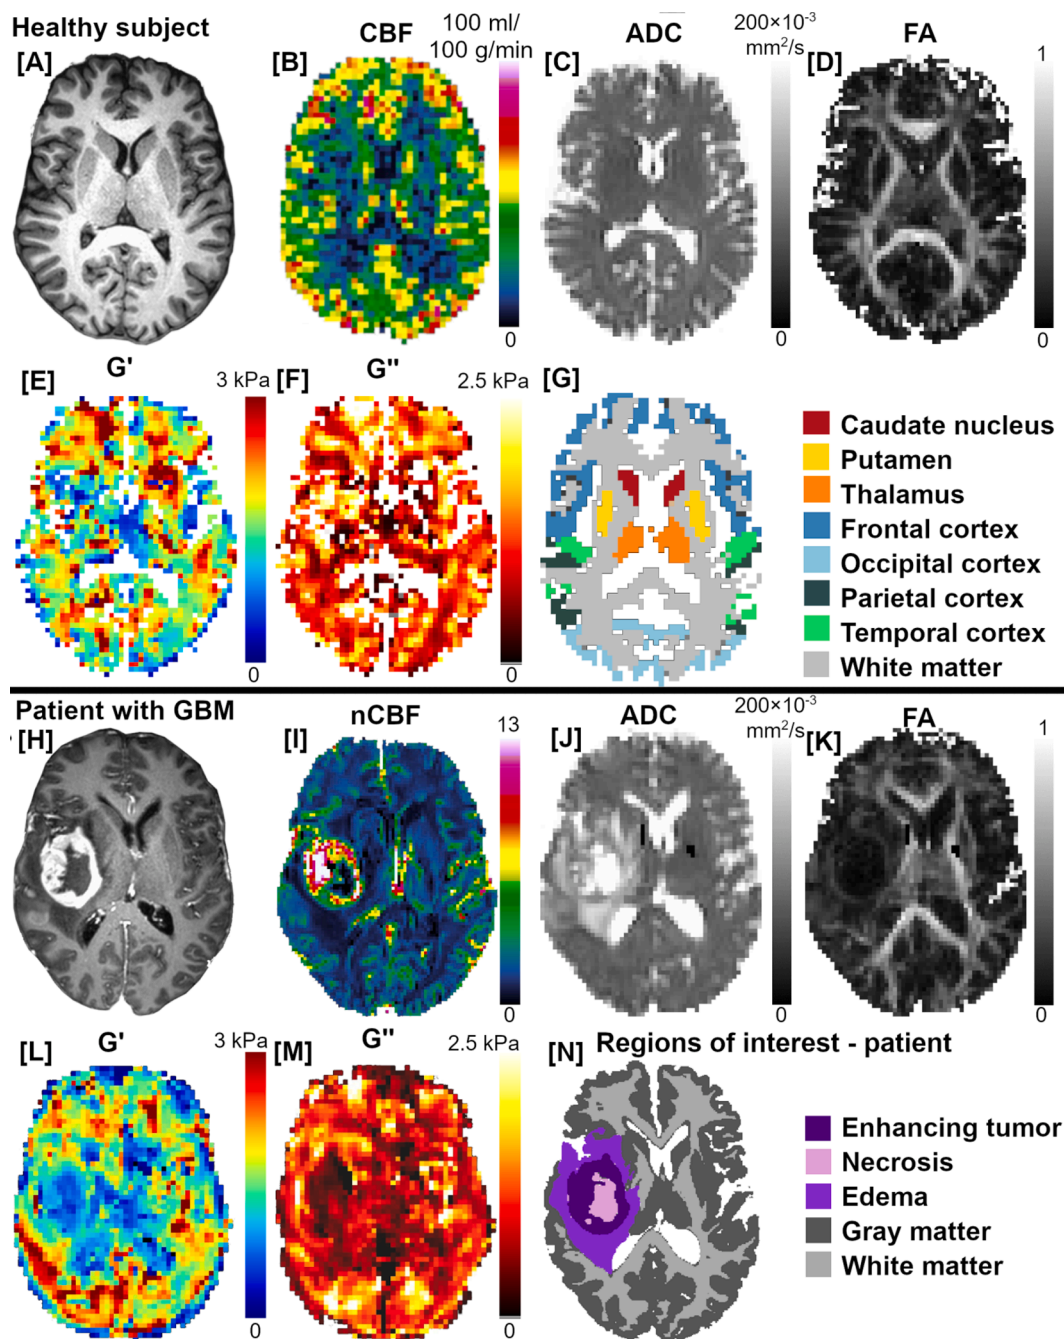 Healthy subject
[A]
CBF
100 ml/
100 g/min
[B]
0
ADC
200×10⁻³
mm²/s
[C]
0
FA
[D]
1
0
[E]
G'
3 kPa
0
[F]
G"
2.5 kPa
0
[G]
Caudate nucleus
Putamen
Thalamus
Frontal cortex
Occipital cortex
Parietal cortex
Temporal cortex
White matter
Patient with GBM
[H]
nCBF
[I]
13
0
ADC
200×10⁻³
mm²/s
[J]
0
FA
[K]
1
0
[L]
G'
3 kPa
0
[M]
G"
2.5 kPa
0
[N]
Regions of interest - patient
Enhancing tumor
Necrosis
Edema
Gray matter
White matter